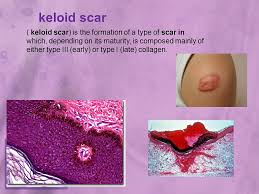 keloid scar
( keloid scar) is the formation of a type of scar in
which, depending on its maturity, is composed mainly of
either type III (early) or type I (late) collagen.